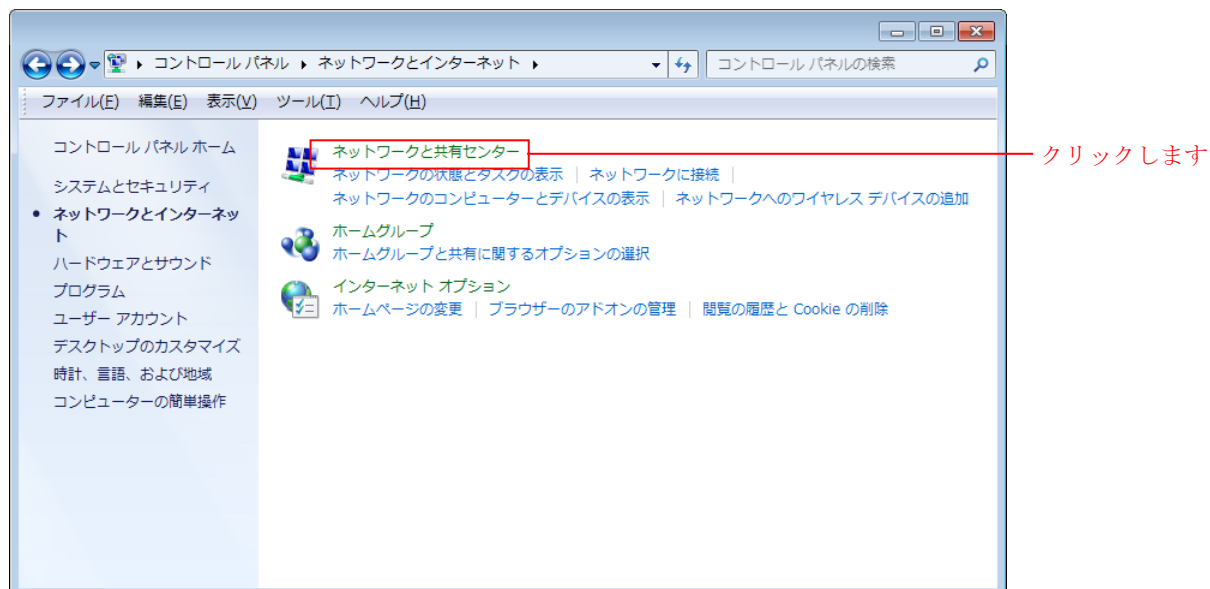 コントロール パネル ネットワークとインターネット
コントロール パネルの検索
ファイル(F) 編集(E) 表示(V) ツール(T) ヘルプ(H)
コントロール パネル ホーム
システムとセキュリティ
ネットワークとインターネッ
ト
ハードウェアとサウンド
プログラム
ユーザー アカウント
デスクトップのカスタマイズ
時計、言語、および地域
コンピューターの簡単操作
ネットワークと共有センター
ネットワークの状態とタスクの表示 ネットワークに接続
ネットワークのコンピューターとデバイスの表示 ネットワークへのワイヤレス デバイスの追加
ホームグループ
ホームグループと共有に関するオプションの選択
インターネット オプション
ホームページの変更 ブラウザーのアドオンの管理 閲覧の履歴と Cookie の削除
クリックします